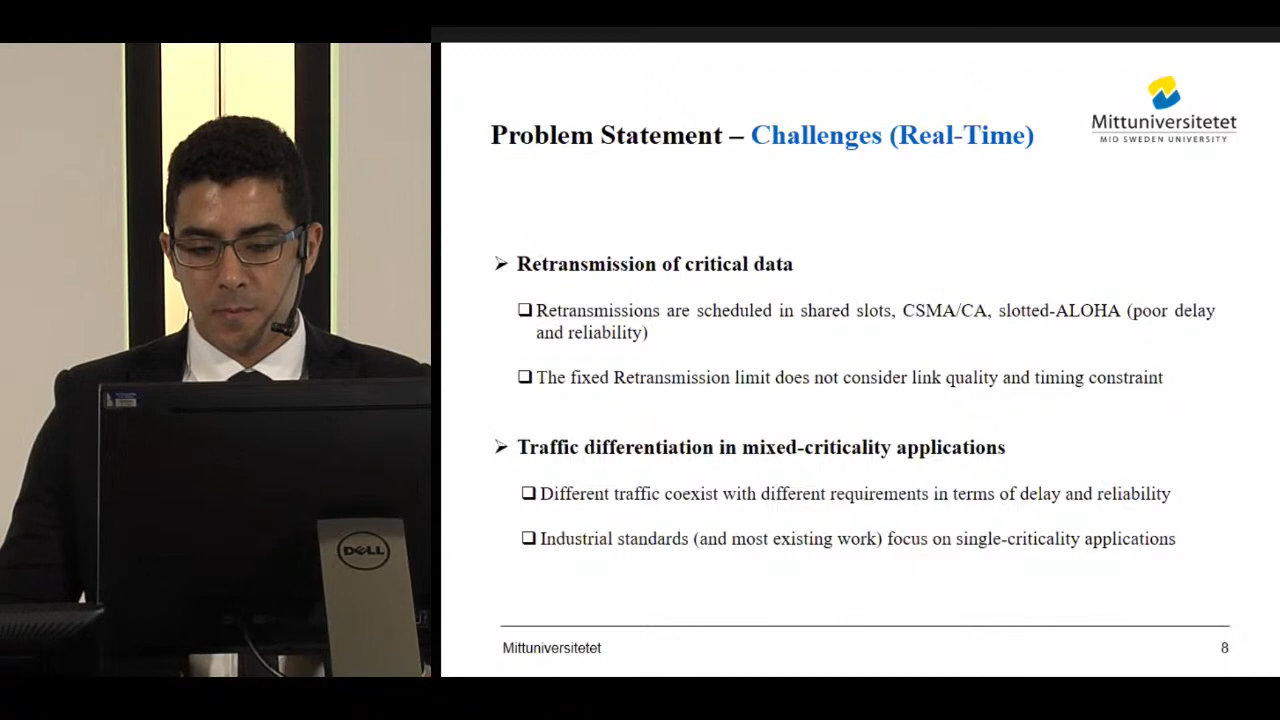 Mittuniversitetet
MID SWEDEN UNIVERSITY
Problem Statement – Challenges (Real-Time)
➢ Retransmission of critical data
❑ Retransmissions are scheduled in shared slots, CSMA/CA, slotted-ALOHA (poor delay
and reliability)
❑ The fixed Retransmission limit does not consider link quality and timing constraint
➢ Traffic differentiation in mixed-criticality applications
❑ Different traffic coexist with different requirements in terms of delay and reliability
❑ Industrial standards (and most existing work) focus on single-criticality applications
DELL
Mittuniversitetet
8